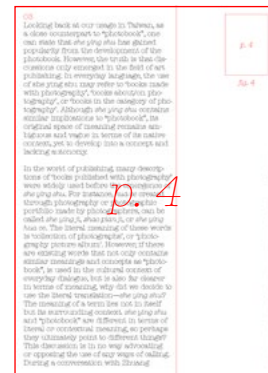 03
Looking back at our usage in Taiwan, as
a close counterpart to "photobook", one
can state that she ying shu has gained
popularity from the development of the
photobook. However, the truth is that dis-
cussions only emerged in the field of art
publishing. In everyday language, the use
of she ying shu may refer to 'books made
with photography', 'books about/on pho-
tography', or 'books in the category of pho-
tography'. Although she ying shu contains
similar implications to "photobook", its
original space of meaning remains am-
biguous and vague in terms of its native
context, yet to develop into a concept and
lacking autonomy.
In the world of publishing, many descrip-
tions of 'books published with photography'
were widely used before the emergence of
she ying shu. For instance,
through photography or
portfolio made by photographers, can be
called she ying ji, or she ying
hua ce. The literal meaning of these words
is 'collection of photographs', or 'photo-
graphy picture album'. However, if there
are existing words that not only contains
similar meanings and concepts as "photo-
book", is used in the cultural context of
everyday dialogue, but is also far clearer
in terms of meaning, why did we decide to
use the literal translation—she ying shu?
The meaning of a term lies not in itself
but its surrounding context. she ying shu
and "photobook" are different in terms of
literal or contextual meaning, so perhaps
they ultimately point to different things?
This discussion is in no way advocating
or opposing the use of any ways of calling.
During a conversation with Zhuang
p. 4
p. 4